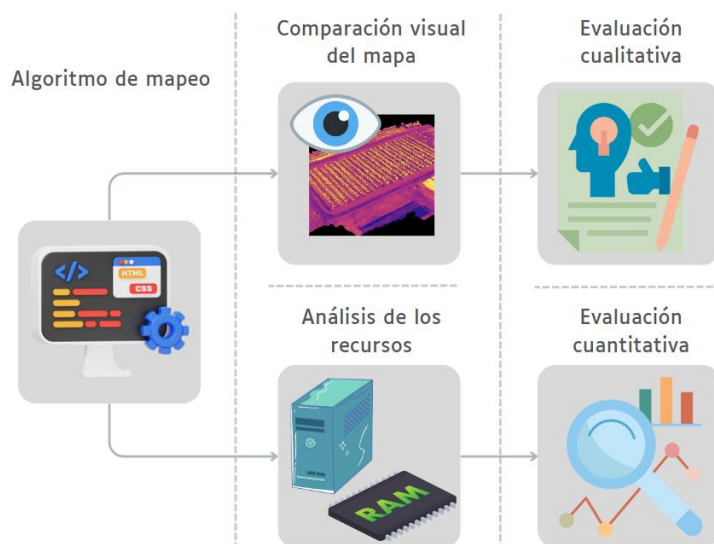 Algoritmo de mapeo
</>
HTML
CSS
Comparación visual
del mapa
Evaluación
cualitativa
Análisis de los
recursos
RAM
Evaluación
cuantitativa